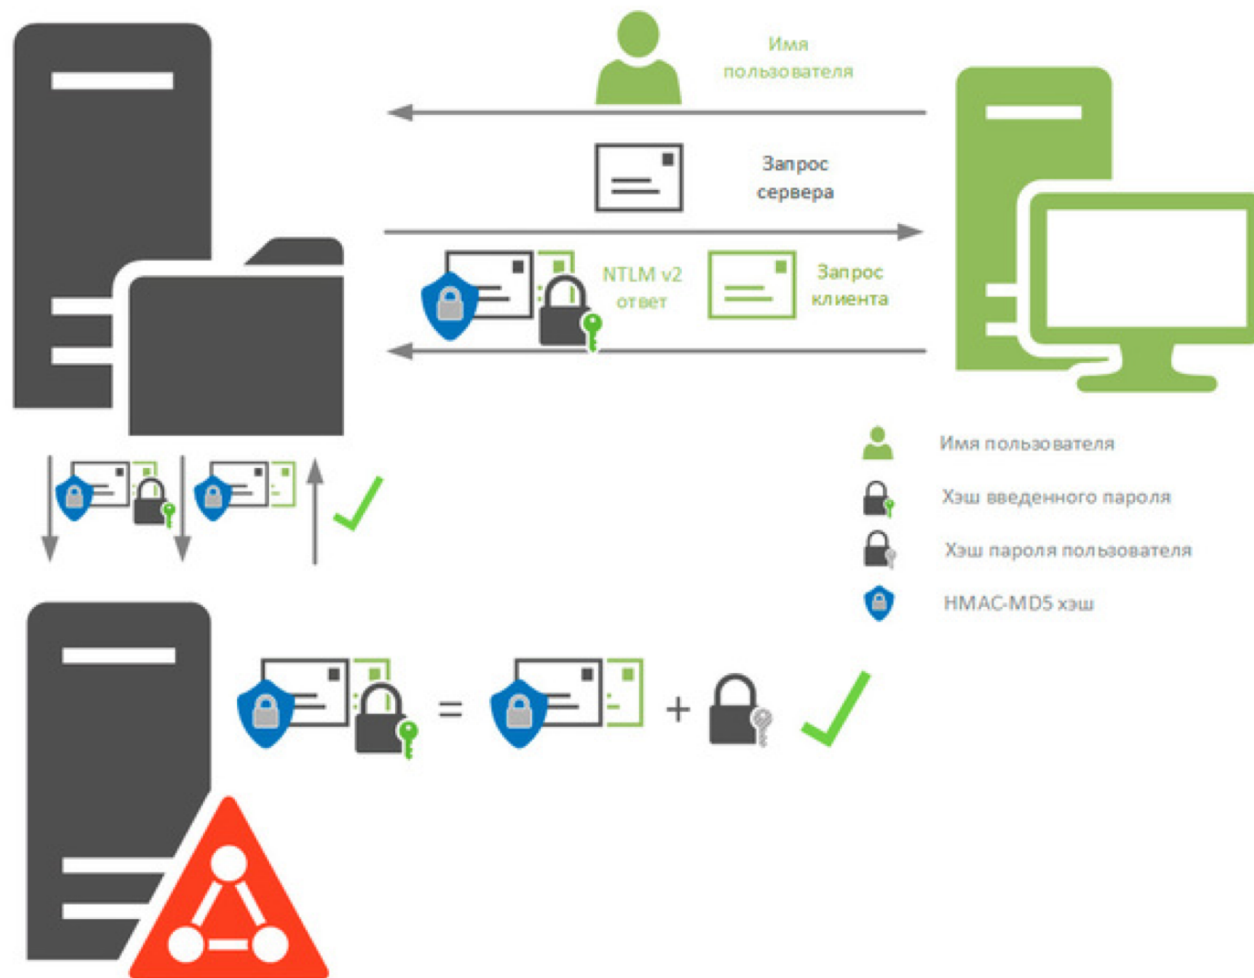 Имя
пользователя
Запрос
сервера
NTLM v2
ответ
Запрос
клиента
Имя пользователя
Хэш введенного пароля
Хэш пароля пользователя
HMAC-MD5 хэш
=
+